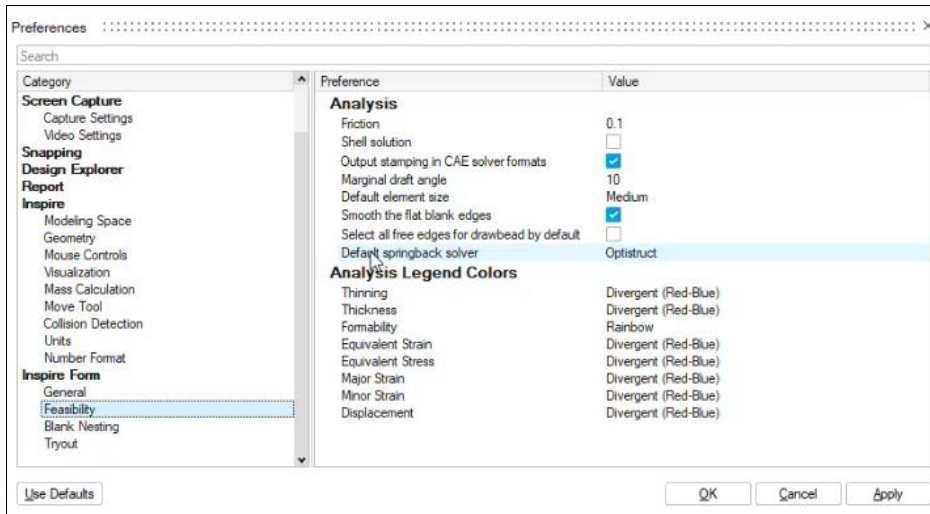 Preferences
Search
Category
Screen Capture
Capture Settings
Video Settings
Snapping
Design Explorer
Report
Inspire
Modeling Space
Geometry
Mouse Controls
Visualization
Mass Calculation
Move Tool
Collision Detection
Units
Number Format
Inspire Form
General
Feasibility
Blank Nesting
Tryout
Preference Value
Analysis
Friction 0.1
Shell solution
Output stamping in CAE solver formats
Marginal draft angle 10
Default element size Medium
Smooth the flat blank edges
Select all free edges for drawbead by default
Default springback solver Optistruct
Analysis Legend Colors
Thinning Divergent (Red-Blue)
Thickness Divergent (Red-Blue)
Formability Rainbow
Equivalent Strain Divergent (Red-Blue)
Equivalent Stress Divergent (Red-Blue)
Major Strain Divergent (Red-Blue)
Minor Strain Divergent (Red-Blue)
Displacement Divergent (Red-Blue)
Use Defaults OK Cancel Apply